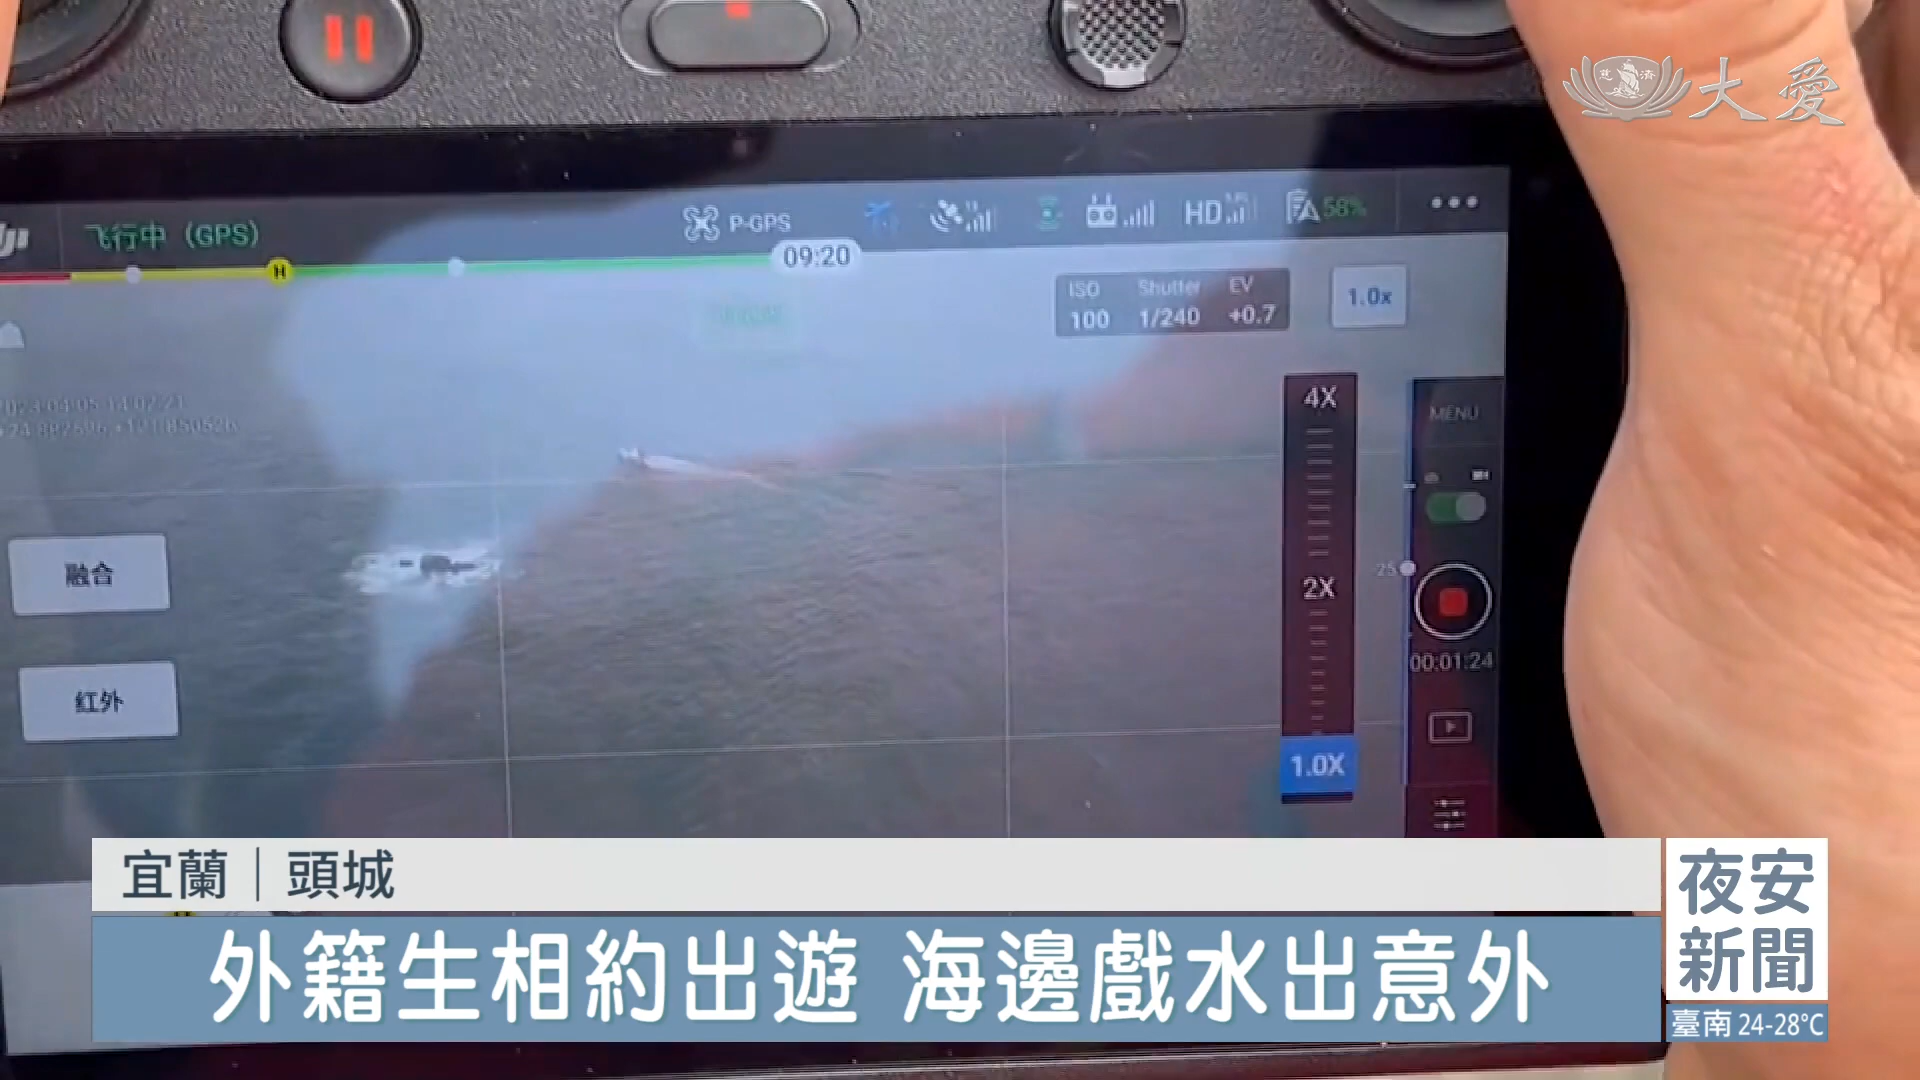 大愛
飞行中（GPS）
P-GPS
HD
58%
09:20
H
ISO Shutter EV
100 1/240 +0.7
1.0x
4X
2X
1.0X
MENU
25
00:01:24
融合
红外
宜蘭｜頭城
外籍生相約出遊 海邊戲水出意外
夜安
新聞
臺南 24-28°C